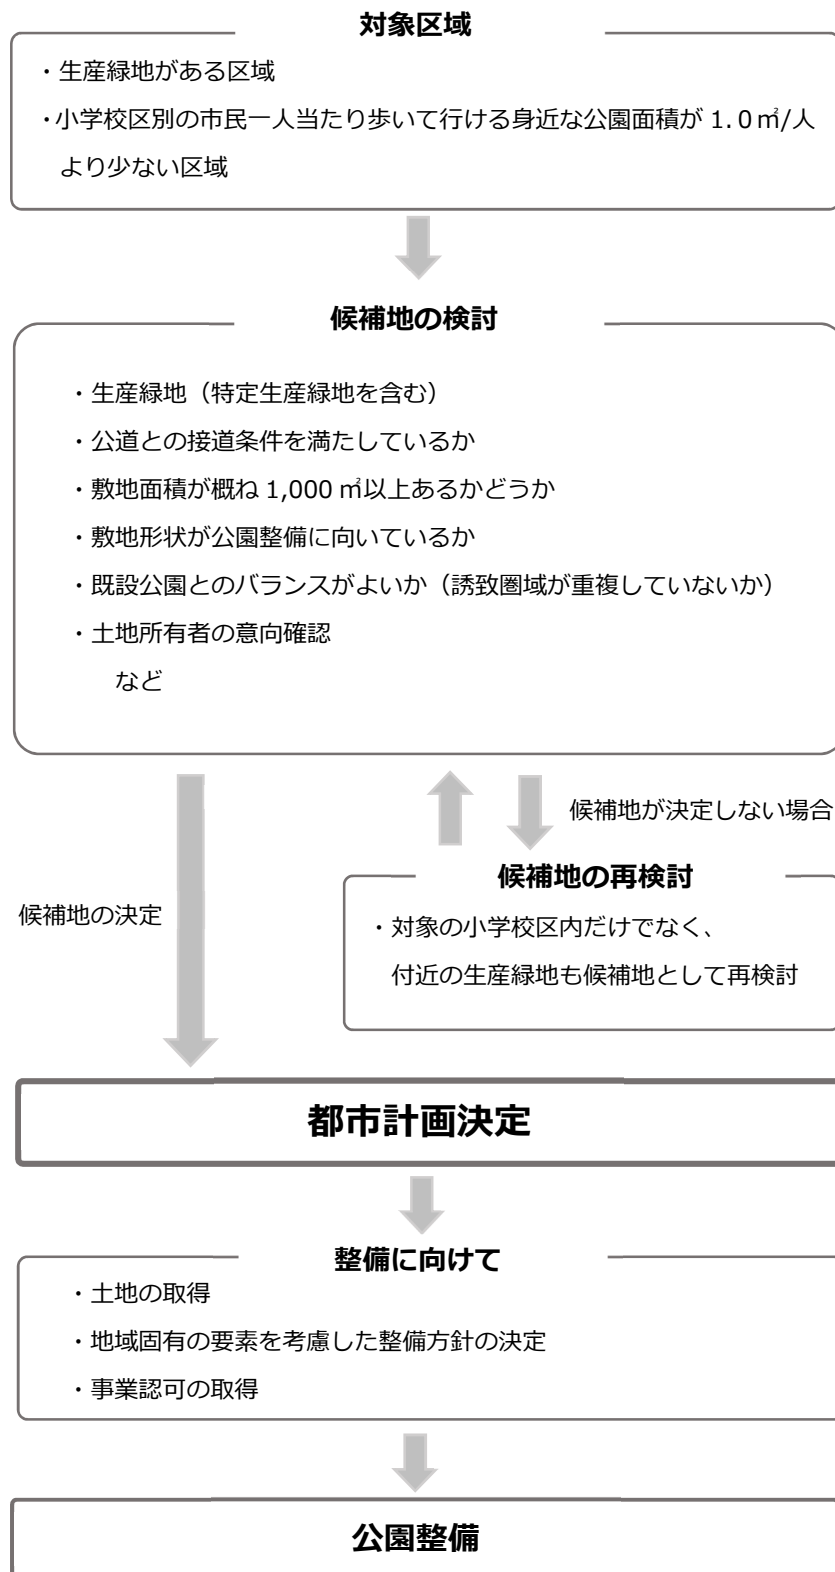 対象区域
・生産緑地がある区域
・小学校区別の市民一人当たり歩いて行ける身近な公園面積が 1.0㎡/人
より少ない区域
候補地の検討
・生産緑地（特定生産緑地を含む）
・公道との接道条件を満たしているか
・敷地面積が概ね 1,000 ㎡以上あるかどうか
・敷地形状が公園整備に向いているか
・既設公園とのバランスがよいか（誘致圏域が重複していないか）
・土地所有者の意向確認
など
候補地が決定しない場合
候補地の再検討
候補地の決定
・対象の小学校区内だけでなく、
付近の生産緑地も候補地として再検討
都市計画決定
整備に向けて
・土地の取得
・地域固有の要素を考慮した整備方針の決定
・事業認可の取得
公園整備